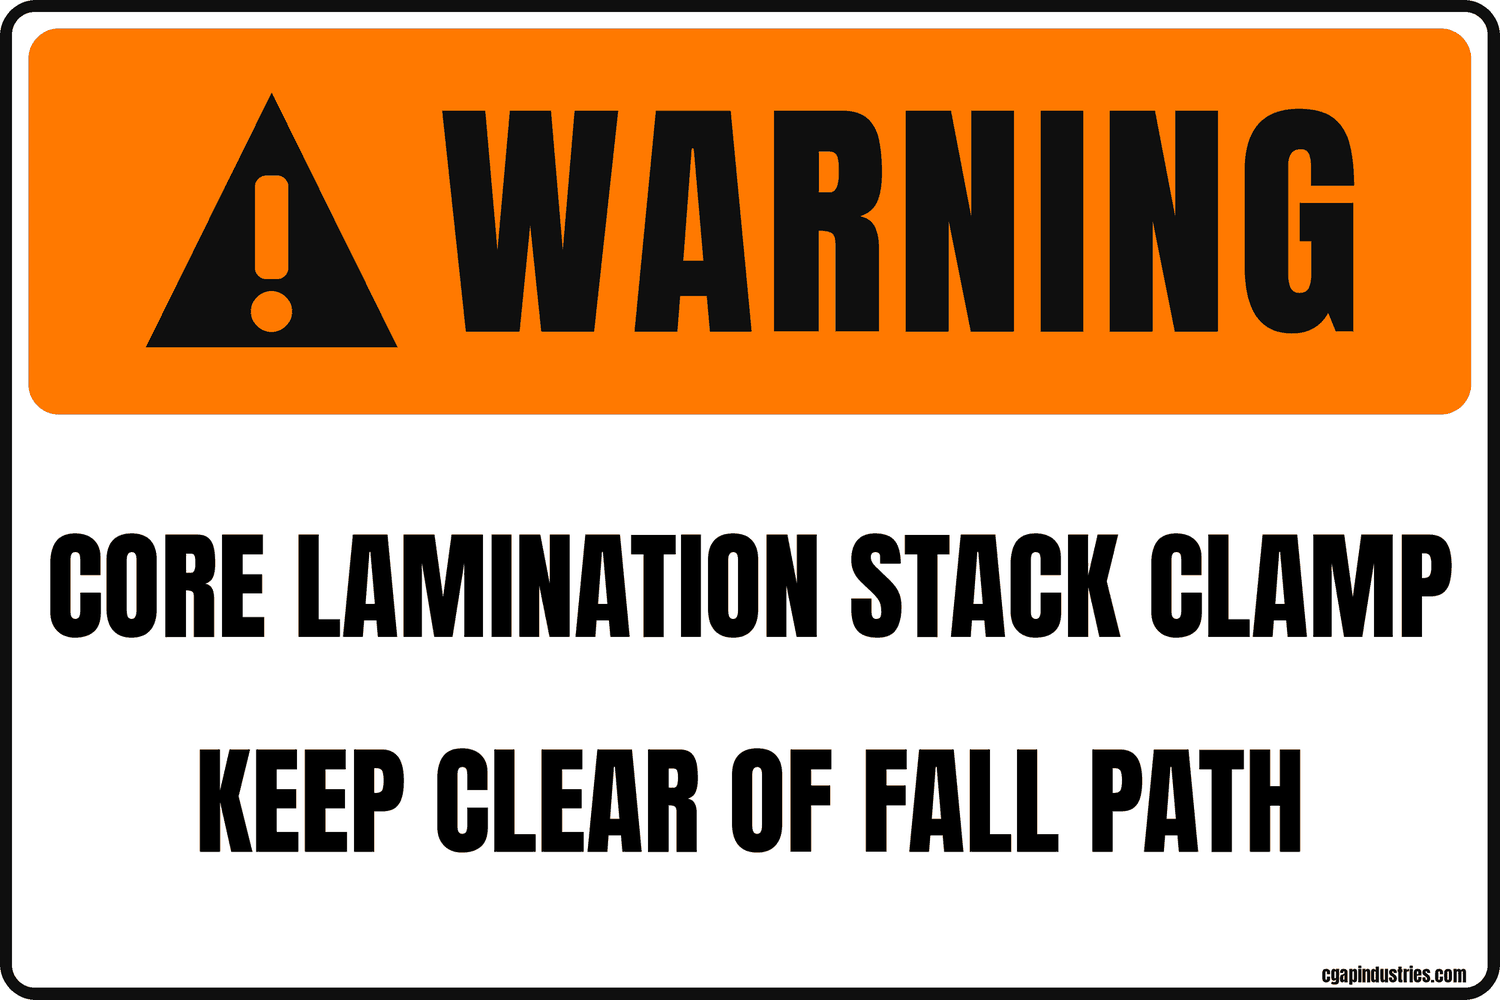 WARNING
CORE LAMINATION STACK CLAMP
KEEP CLEAR OF FALL PATH
cgapindustries.com